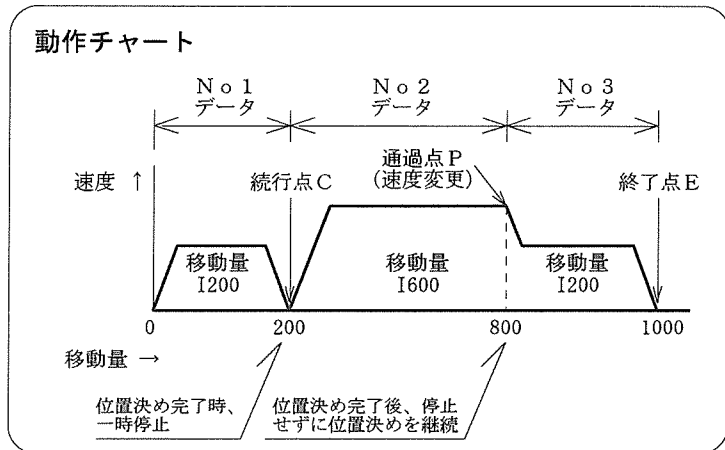 動作チャート
No1
データ
No2
データ
No3
データ
速度 ↑
続行点C
通過点P
(速度変更)
終了点E
移動量
I200
移動量
I600
移動量
I200
0
200
800
1000
移動量 →
位置決め完了時、
一時停止
位置決め完了後、停止
せずに位置決めを継続